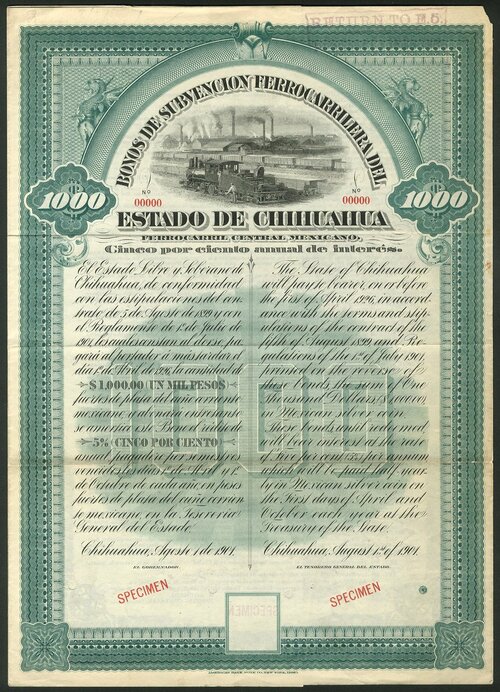 RETURN TO E.6.
BONOS DE SUBVENCION FERROCARRILERA DEL
Nº 00000
Nº 00000
1000
1000
ESTADO DE CHIHUAHUA
FERROCARRIL CENTRAL MEXICANO,
Cinco por ciento anual de interés.
El Estado Libre y Soberano de
Chihuahua, de conformidad
con las estipulaciones del con-
trato de 5 de Agosto de 1899 y con
el Reglamento de 1º de Julio de
1901,
pagará al portador á más tardar el
día 1º de Abril de 1926, la cantidad de
$1,000.00 (UN MIL PESOS)
fuertes de plata del cuño corriente
mexicano, y abonará entretanto
se amortiza este Bono el rédito de
5% (CINCO POR CIENTO)
anual, pagadero por semestres
vencidos los días 1º de Abril y 1º
de Octubre de cada año, en pesos
fuertes de plata del cuño corrien-
te mexicano, en la Tesorería
General del Estado.
Chihuahua, Agosto 1 de 1901.
EL GOBERNADOR.
The State of Chihuahua
will pay to bearer, on or before
the first of April 1926, in accord-
ance with the terms and stip-
ulations of the contract of the
fifth of August 1899 and Re-
gulations of the 1st of July 1901
printed on the reverse of
these bonds, the sum of One
Thousand Dollars,
in Mexican silver coin.
These bonds until redeemed
will bear interest at the rate
of five per cent (5%) per annum
which will be paid half year-
ly in Mexican silver coin on
the First days of April and
October each year at the
Treasury of the State.
Chihuahua, August 1st of 1901.
EL TESORERO GENERAL DEL ESTADO.
SPECIMEN
SPECIMEN
SPECIMEN
AMERICAN BANK NOTE CO. NEW YORK.